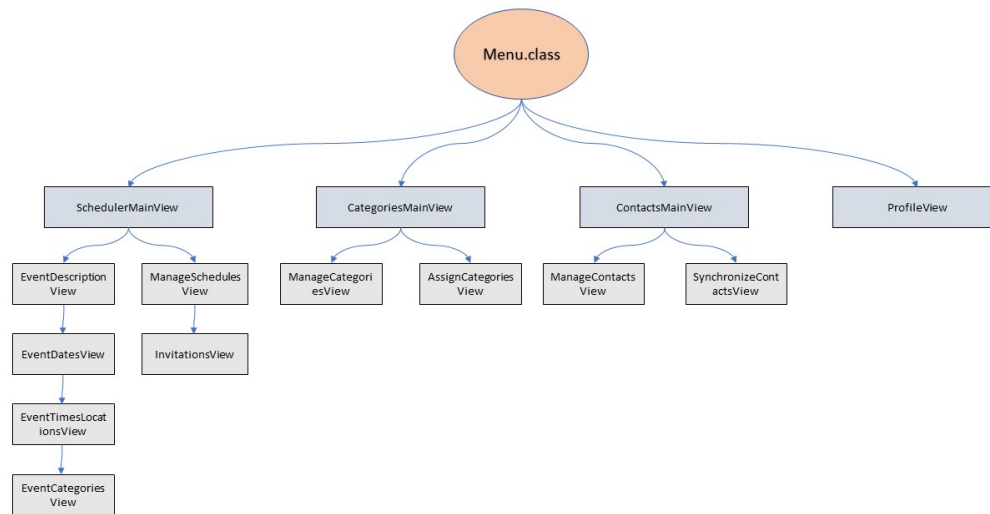 Menu.class
SchedulerMainView
CategoriesMainView
ContactsMainView
ProfileView
EventDescription
View
ManageSchedules
View
ManageCategori
esView
AssignCategories
View
ManageContacts
View
SynchronizeCont
actsView
EventDatesView
InvitationsView
EventTimesLocat
ionsView
EventCategories
View